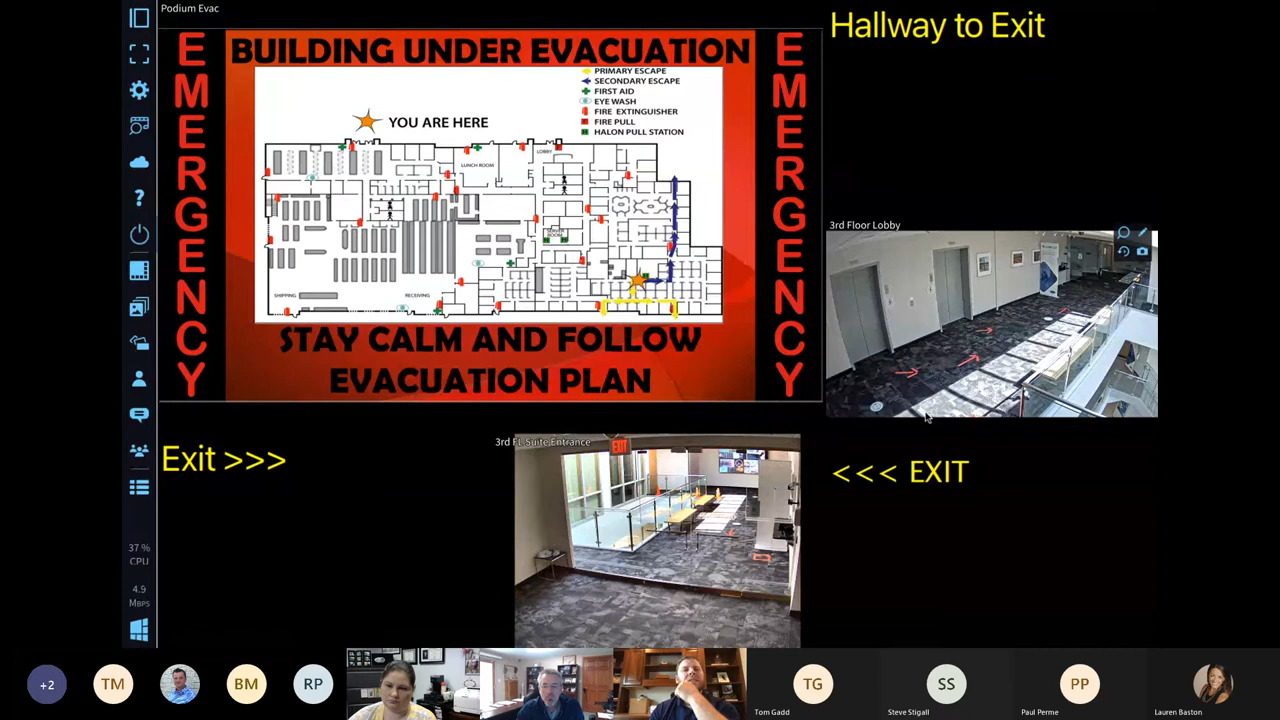 Podium Evac
Hallway to Exit
EMERGENCY
BUILDING UNDER EVACUATION
EMERGENCY
PRIMARY ESCAPE
SECONDARY ESCAPE
FIRST AID
EYE WASH
FIRE EXTINGUISHER
FIRE PULL
H HALON PULL STATION
YOU ARE HERE
LOBBY
LUNCH ROOM
SERVER
ROOM
SHIPPING
RECEIVING
STAY CALM AND FOLLOW
EVACUATION PLAN
3rd Floor Lobby
?
3rd FL Suite Entrance
EXIT
Exit >>>
<<< EXIT
37 %
CPU
4.9
MBPS
+2
TM
BM
RP
TG
SS
PP
Tom Gadd
Steve Stigall
Paul Perme
Lauren Baston